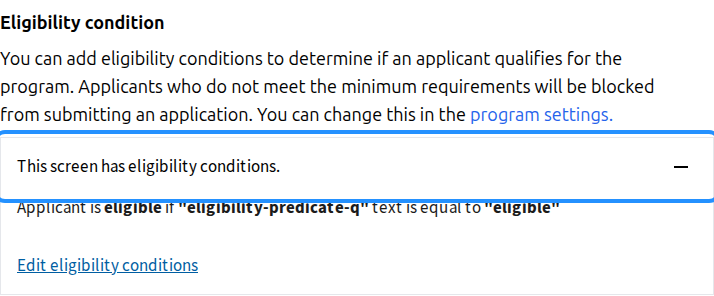 Eligibility condition
You can add eligibility conditions to determine if an applicant qualifies for the
program. Applicants who do not meet the minimum requirements will be blocked
from submitting an application. You can change this in the program settings.
This screen has eligibility conditions.
Applicant is eligible if "eligibility-predicate-q" text is equal to "eligible"
Edit eligibility conditions